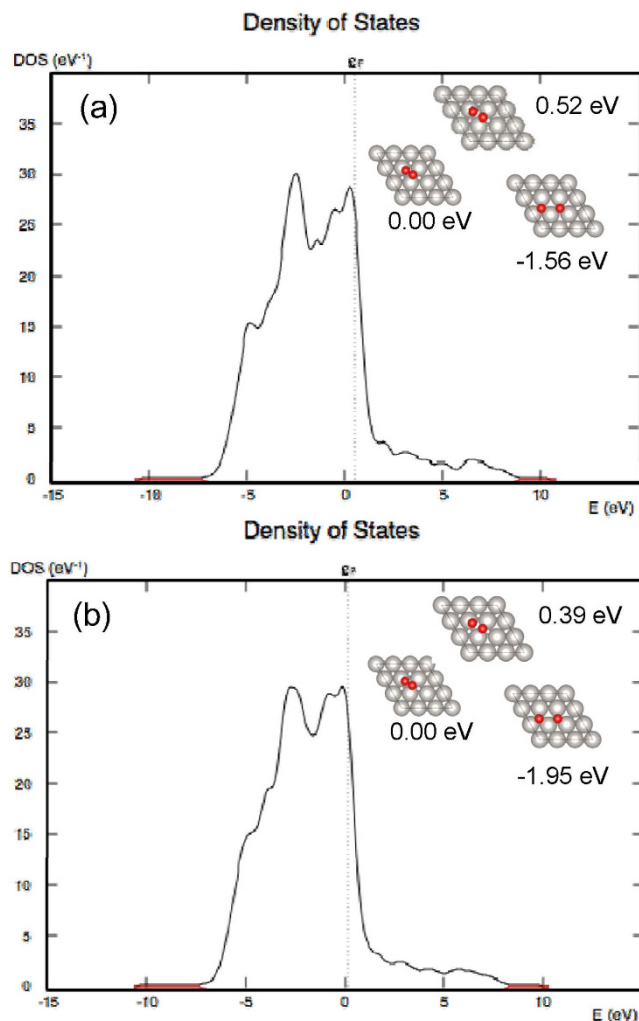 Density of States
DOS (eV⁻¹)
εF
(a)
0.52 eV
0.00 eV
-1.56 eV
35
30
25
20
15
10
5
0
-15 -10 -5 0 5 10
E (eV)
Density of States
DOS (eV⁻¹)
εF
(b)
0.39 eV
0.00 eV
-1.95 eV
35
30
25
20
15
10
5
0
-15 -10 -5 0 5 10
E (eV)